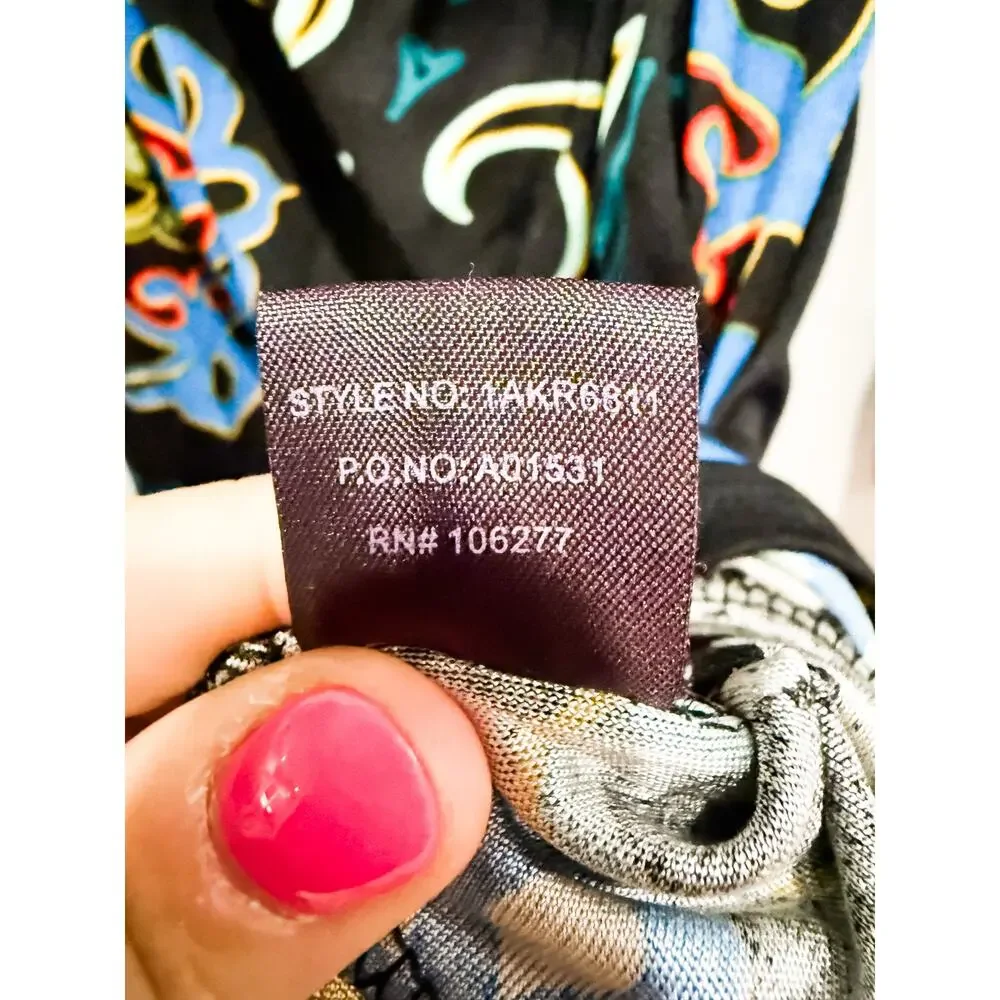 STYLE NO: 1AKR6811
P.O.NO: A01531
RN# 106277